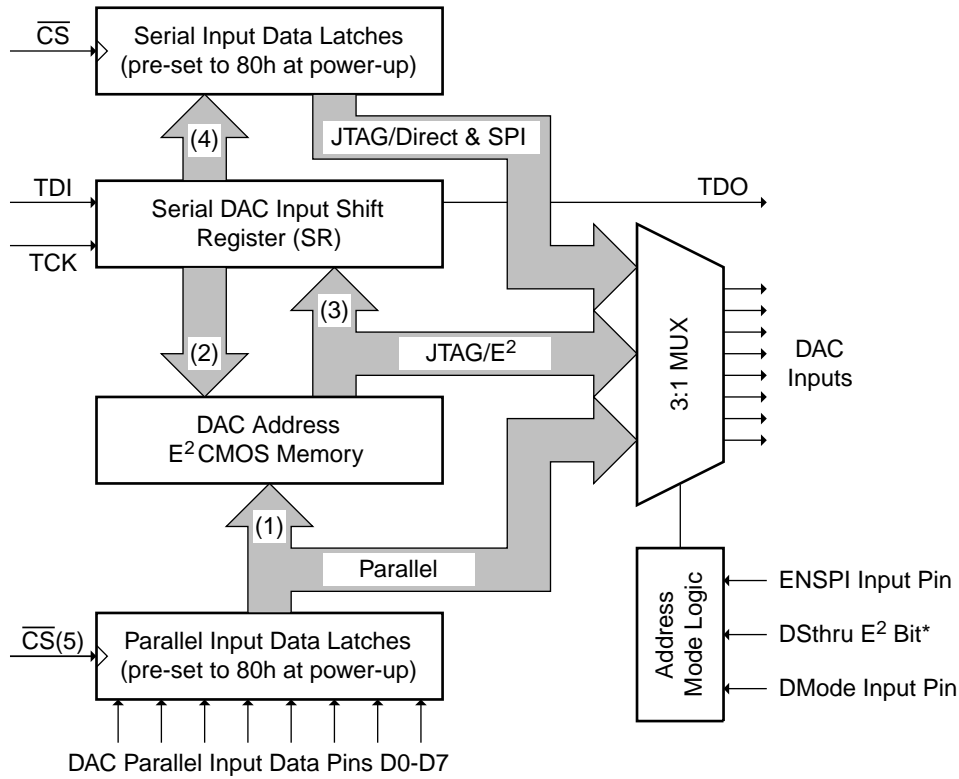 CS
Serial Input Data Latches
(pre-set to 80h at power-up)
JTAG/Direct & SPI
(4)
TDI
TDO
Serial DAC Input Shift
Register (SR)
TCK
(3)
(2)
JTAG/E2
3:1 MUX
DAC
Inputs
DAC Address
E2CMOS Memory
(1)
Parallel
Address
Mode Logic
ENSPI Input Pin
DSthru E2 Bit*
DMode Input Pin
CS(5)
Parallel Input Data Latches
(pre-set to 80h at power-up)
DAC Parallel Input Data Pins D0-D7